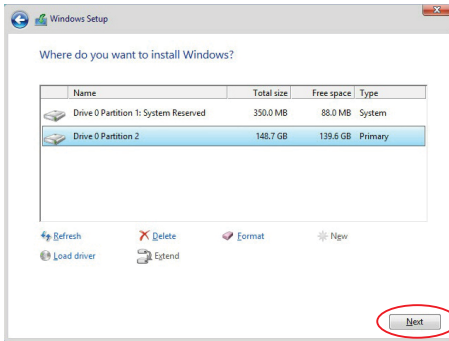 Windows Setup
Where do you want to install Windows?
Name Total size Free space Type
Drive 0 Partition 1: System Reserved 350.0 MB 88.0 MB System
Drive 0 Partition 2 148.7 GB 139.6 GB Primary
Refresh Delete Format New
Load driver Extend
Next